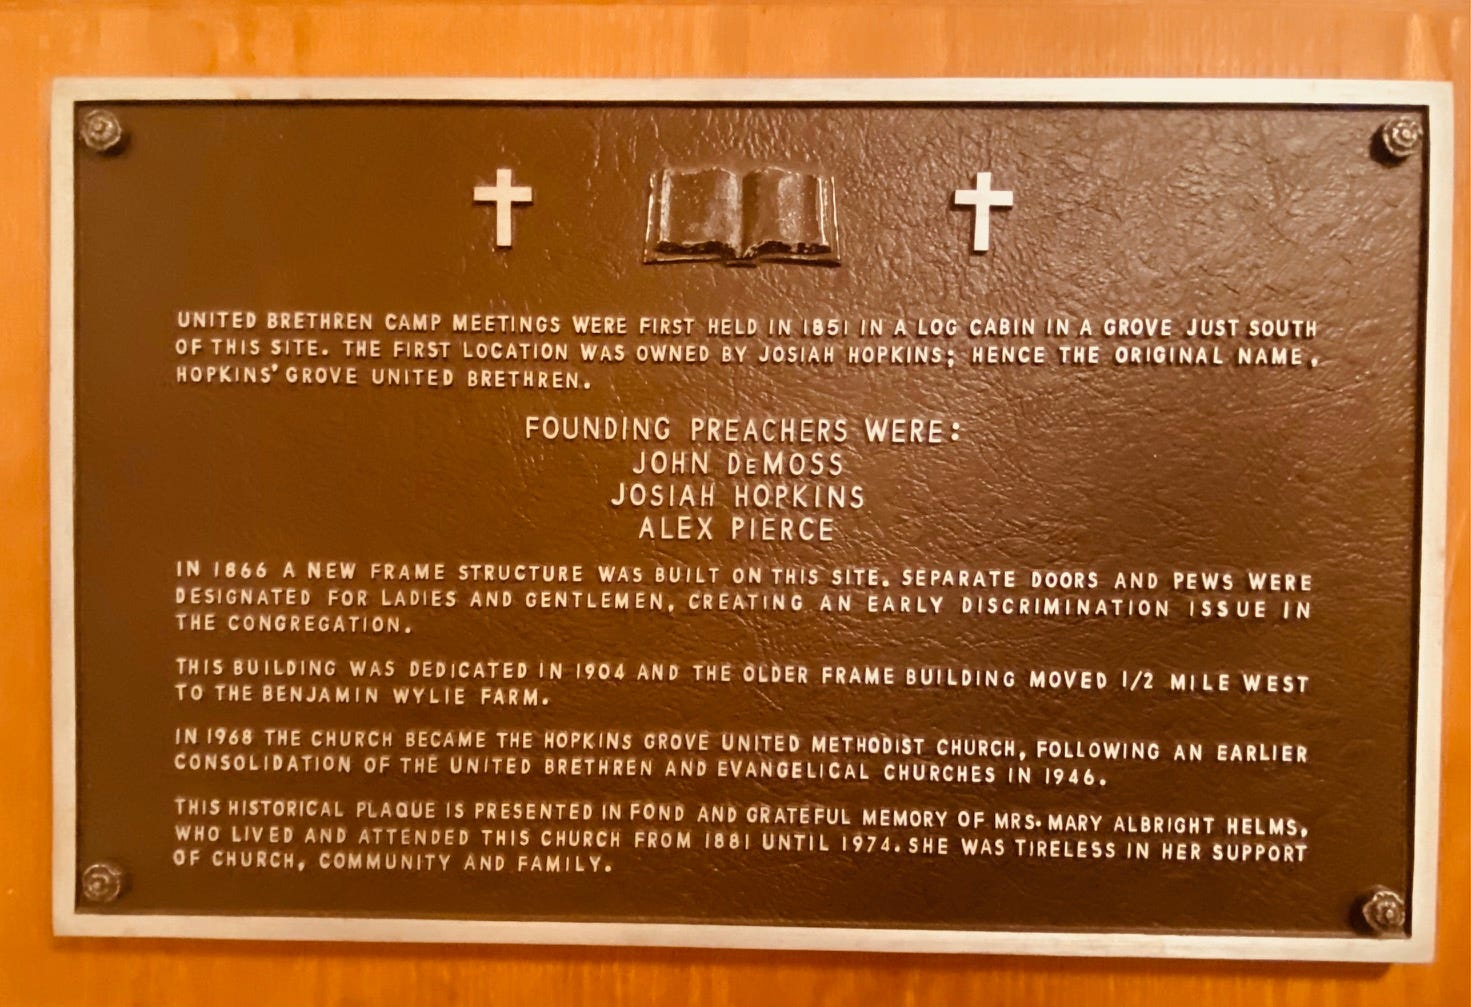 UNITED BRETHREN CAMP MEETINGS WERE FIRST HELD IN 1851 IN A LOG CABIN IN A GROVE JUST SOUTH
OF THIS SITE. THE FIRST LOCATION WAS OWNED BY JOSIAH HOPKINS; HENCE THE ORIGINAL NAME,
HOPKINS' GROVE UNITED BRETHREN.
FOUNDING PREACHERS WERE:
JOHN DeMOSS
JOSIAH HOPKINS
ALEX PIERCE
IN 1866 A NEW FRAME STRUCTURE WAS BUILT ON THIS SITE. SEPARATE DOORS AND PEWS WERE
DESIGNATED FOR LADIES AND GENTLEMEN, CREATING AN EARLY DISCRIMINATION ISSUE IN
THE CONGREGATION.
THIS BUILDING WAS DEDICATED IN 1904 AND THE OLDER FRAME BUILDING MOVED 1/2 MILE WEST
TO THE BENJAMIN WYLIE FARM.
IN 1968 THE CHURCH BECAME THE HOPKINS GROVE UNITED METHODIST CHURCH, FOLLOWING AN EARLIER
CONSOLIDATION OF THE UNITED BRETHREN AND EVANGELICAL CHURCHES IN 1946.
THIS HISTORICAL PLAQUE IS PRESENTED IN FOND AND GRATEFUL MEMORY OF MRS. MARY ALBRIGHT HELMS,
WHO LIVED AND ATTENDED THIS CHURCH FROM 1881 UNTIL 1974. SHE WAS TIRELESS IN HER SUPPORT
OF CHURCH, COMMUNITY AND FAMILY.